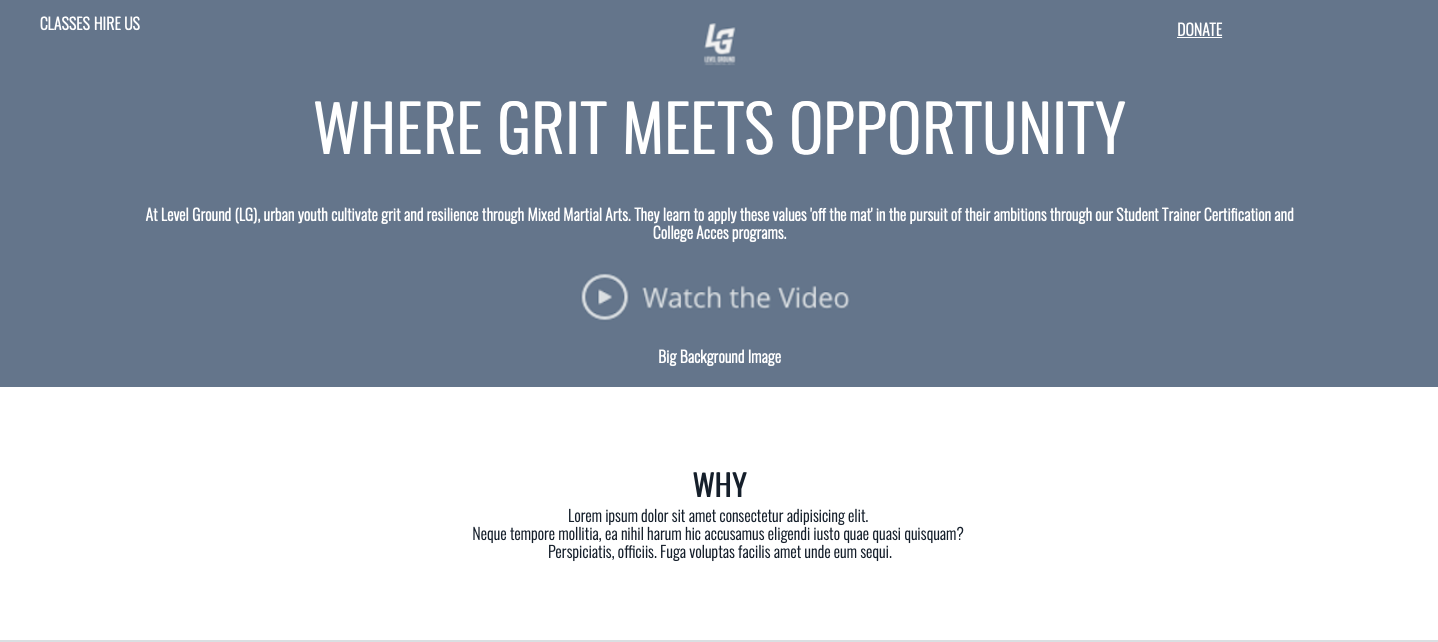 CLASSES HIRE US
LG
LEVEL GROUND
DONATE
WHERE GRIT MEETS OPPORTUNITY
At Level Ground (LG), urban youth cultivate grit and resilience through Mixed Martial Arts. They learn to apply these values 'off the mat' in the pursuit of their ambitions through our Student Trainer Certification and
College Acces programs.
Watch the Video
Big Background Image
WHY
Lorem ipsum dolor sit amet consectetur adipisicing elit.
Neque tempore mollitia, ea nihil harum hic accusamus eligendi iusto quae quasi quisquam?
Perspiciatis, officiis. Fuga voluptas facilis amet unde eum sequi.